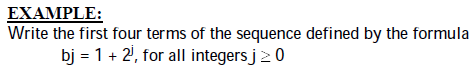 EXAMPLE:
Write the first four terms of the sequence defined by the formula
bj = 1 + 2ʲ, for all integers j ≥ 0